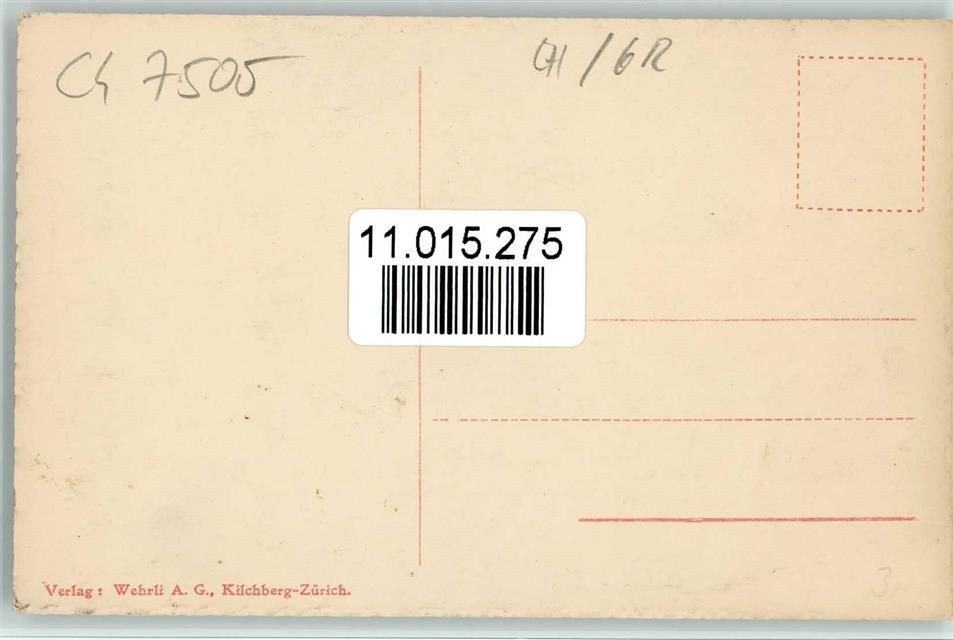 Ch 7505
CH / GR
11.015.275
Verlag: Wehrli A. G., Kilchberg-Zürich.
3